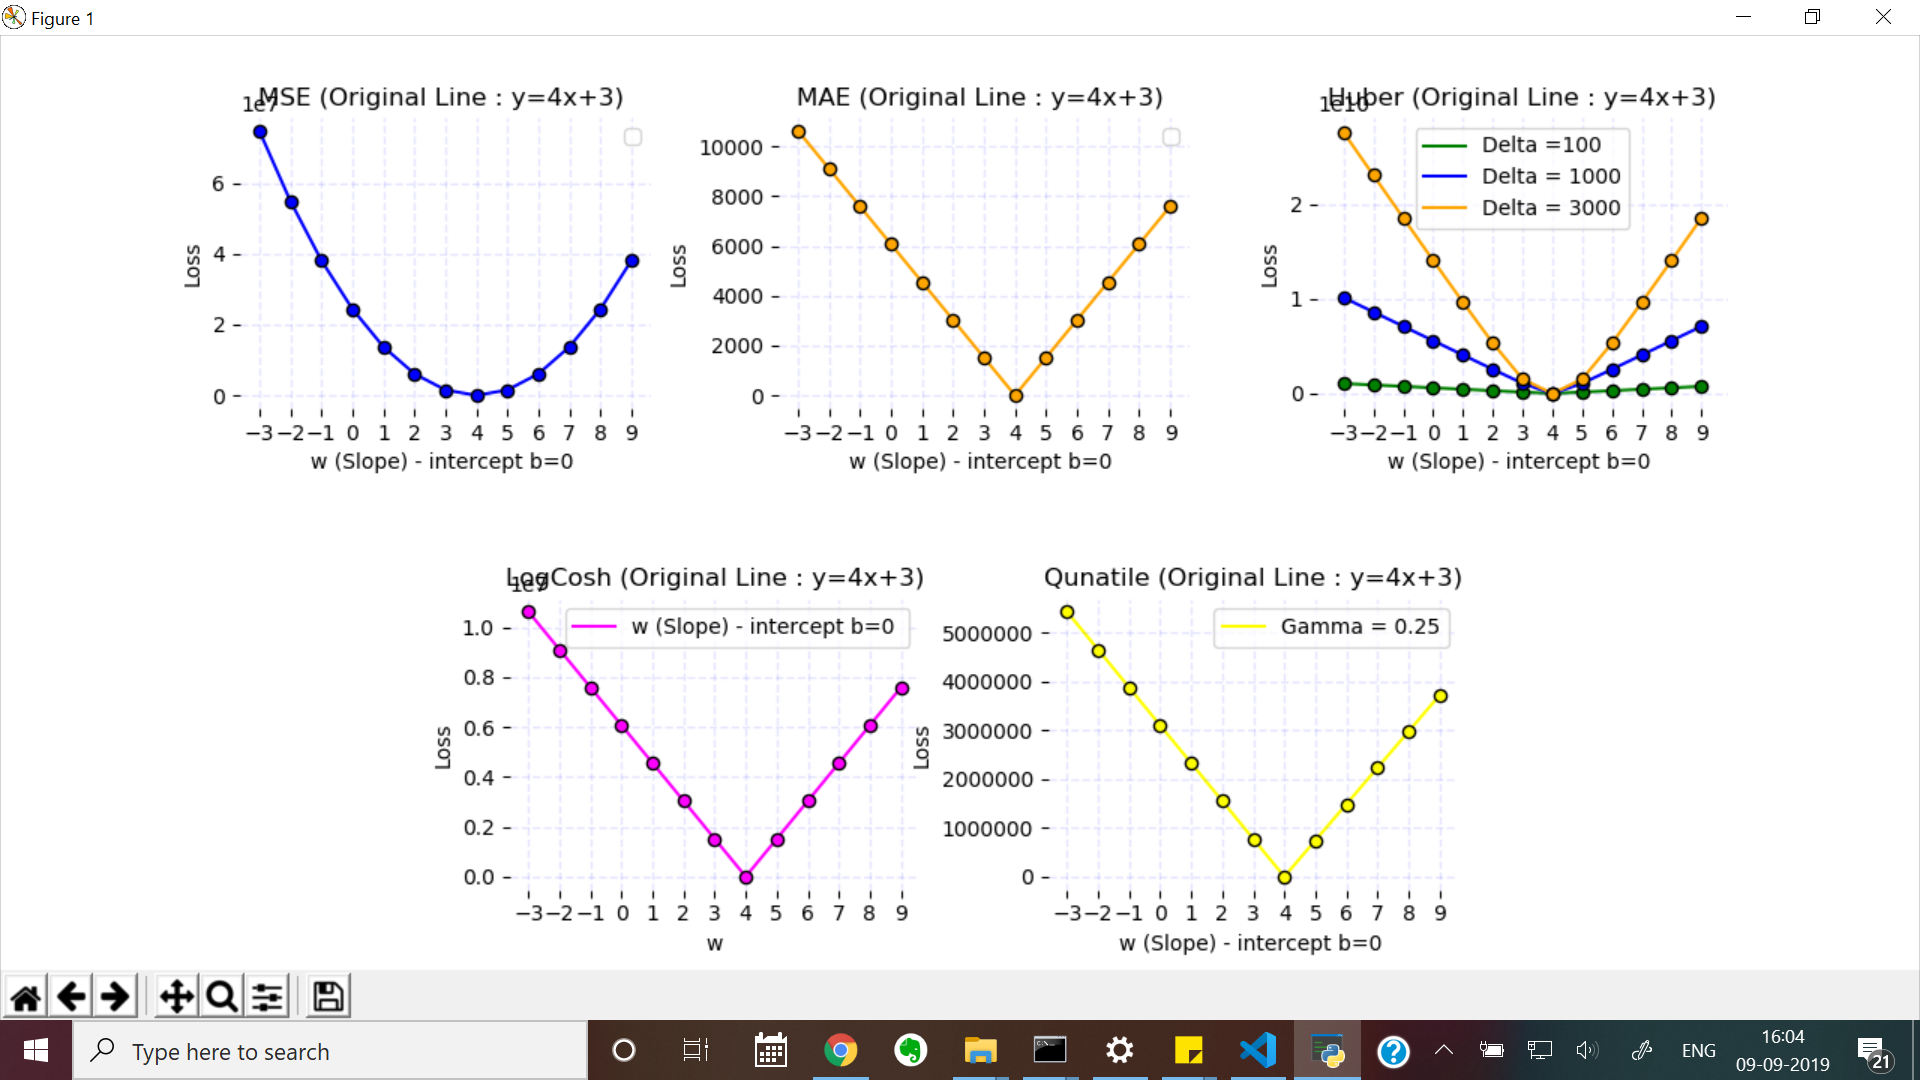 Figure 1
MSE (Original Line : y=4x+3)
1e7
6
4
2
0
Loss
−3 −2 −1 0 1 2 3 4 5 6 7 8 9
w (Slope) - intercept b=0
MAE (Original Line : y=4x+3)
10000
8000
6000
4000
2000
0
Loss
−3 −2 −1 0 1 2 3 4 5 6 7 8 9
w (Slope) - intercept b=0
Huber (Original Line : y=4x+3)
1e10
Delta =100
Delta = 1000
Delta = 3000
2
1
0
Loss
−3 −2 −1 0 1 2 3 4 5 6 7 8 9
w (Slope) - intercept b=0
LogCosh (Original Line : y=4x+3)
1e7
w (Slope) - intercept b=0
1.0
0.8
0.6
0.4
0.2
0.0
Loss
−3 −2 −1 0 1 2 3 4 5 6 7 8 9
w
Qunatile (Original Line : y=4x+3)
Gamma = 0.25
5000000
4000000
3000000
2000000
1000000
0
Loss
−3 −2 −1 0 1 2 3 4 5 6 7 8 9
w (Slope) - intercept b=0
Type here to search
ENG
16:04
09-09-2019
21